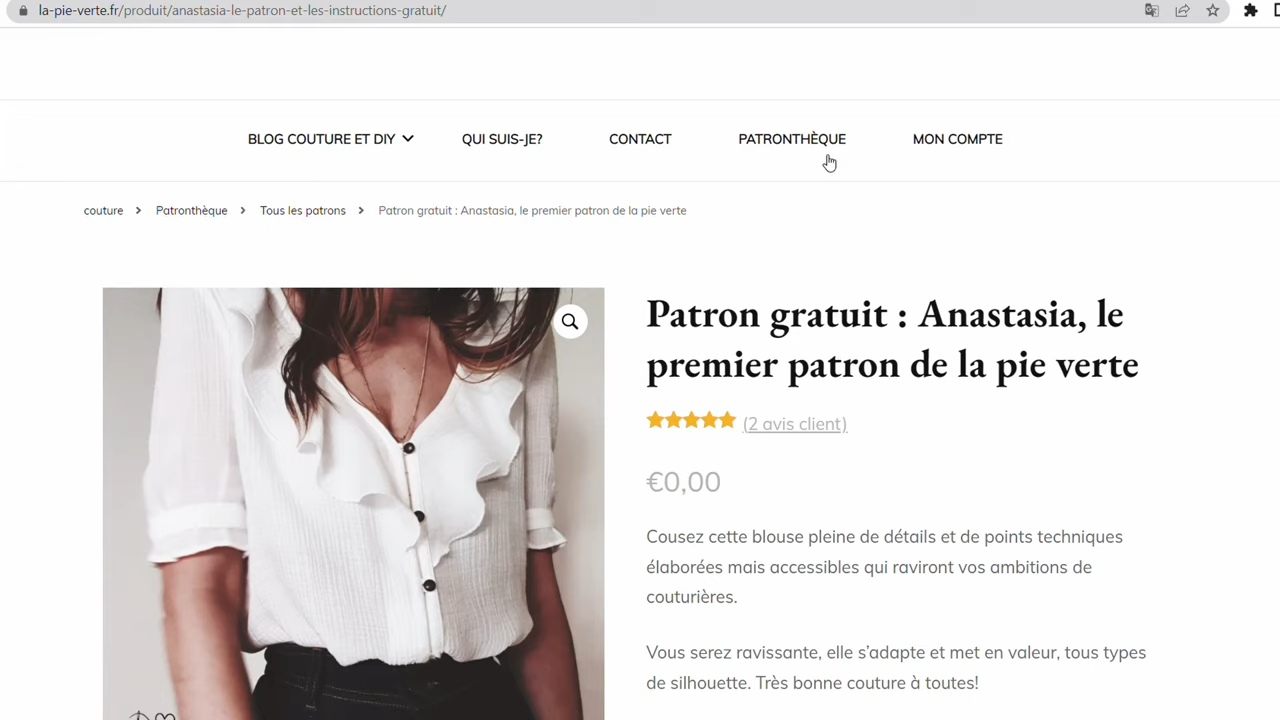 la-pie-verte.fr/produit/anastasia-le-patron-et-les-instructions-gratuit/
BLOG COUTURE ET DIY QUI SUIS-JE? CONTACT PATRONTHÈQUE MON COMPTE
couture > Patronthèque > Tous les patrons > Patron gratuit : Anastasia, le premier patron de la pie verte
Patron gratuit : Anastasia, le
premier patron de la pie verte
(2 avis client)
€0,00
Cousez cette blouse pleine de détails et de points techniques
élaborées mais accessibles qui raviront vos ambitions de
couturières.
Vous serez ravissante, elle s’adapte et met en valeur, tous types
de silhouette. Très bonne couture à toutes!